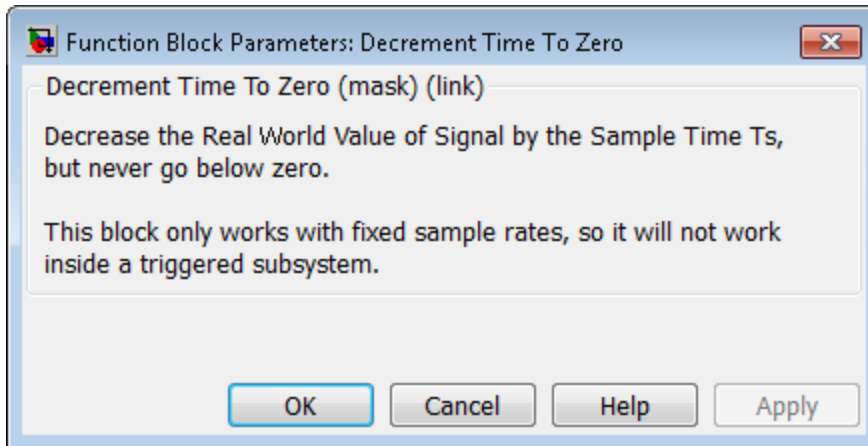 Function Block Parameters: Decrement Time To Zero
Decrement Time To Zero (mask) (link)
Decrease the Real World Value of Signal by the Sample Time Ts,
but never go below zero.
This block only works with fixed sample rates, so it will not work
inside a triggered subsystem.
OK Cancel Help Apply